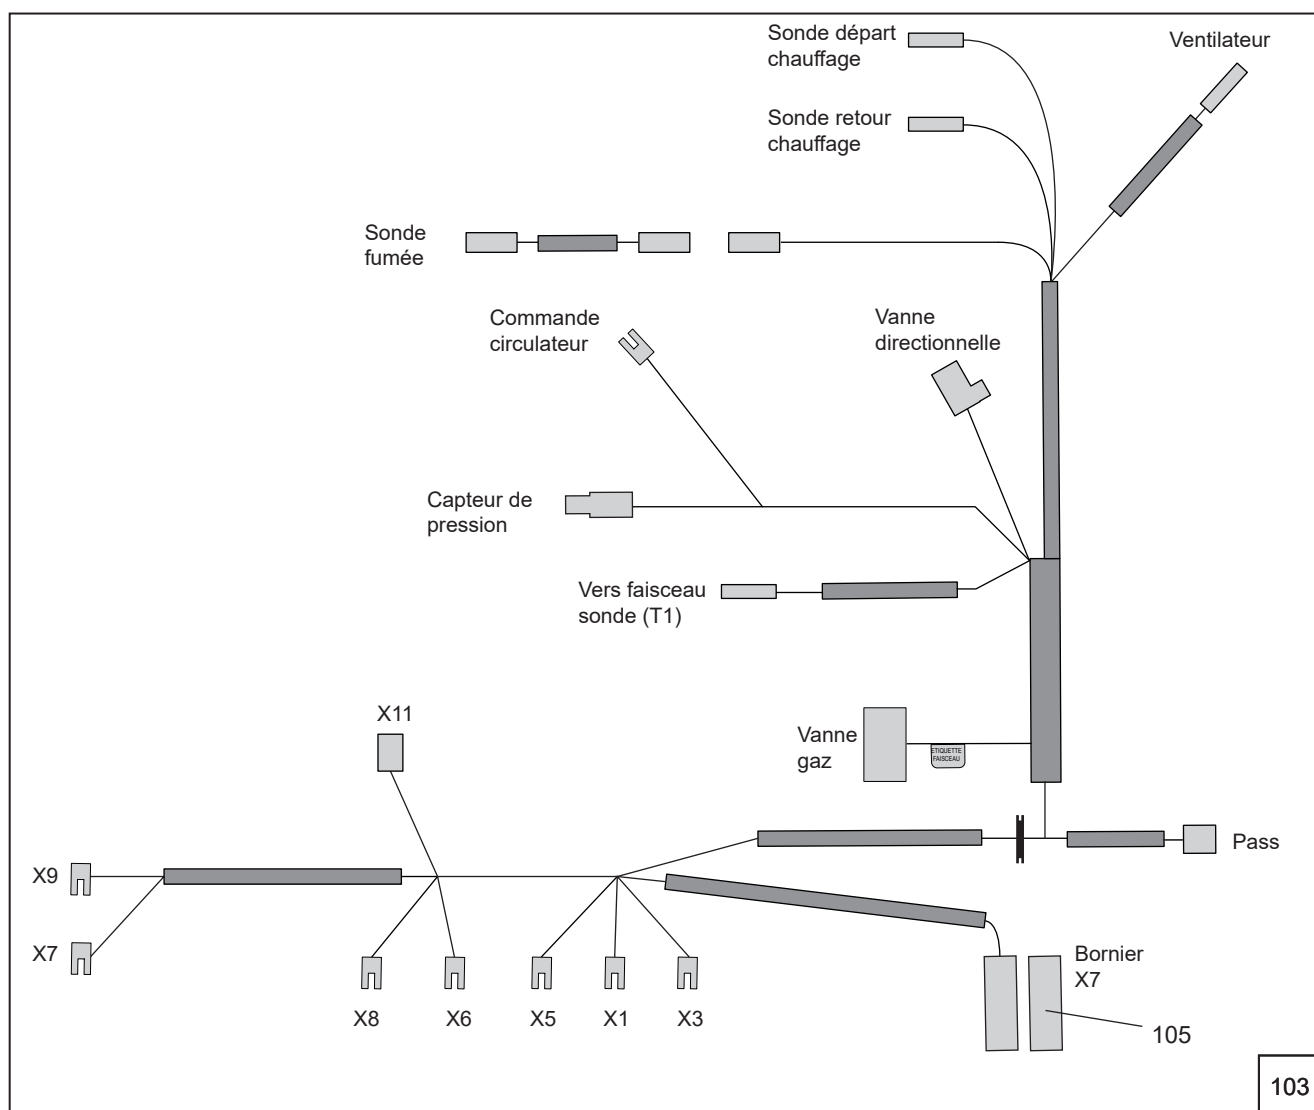 Sonde départ
chauffage
Ventilateur
Sonde retour
chauffage
Sonde
fumée
Commande
circulateur
Vanne
directionnelle
Capteur de
pression
Vers faisceau
sonde (T1)
X11
Vanne
gaz
ETIQUETTE
FAISCEAU
Pass
X9
X7
Bornier
X7
X8
X6
X5
X1
X3
105
103